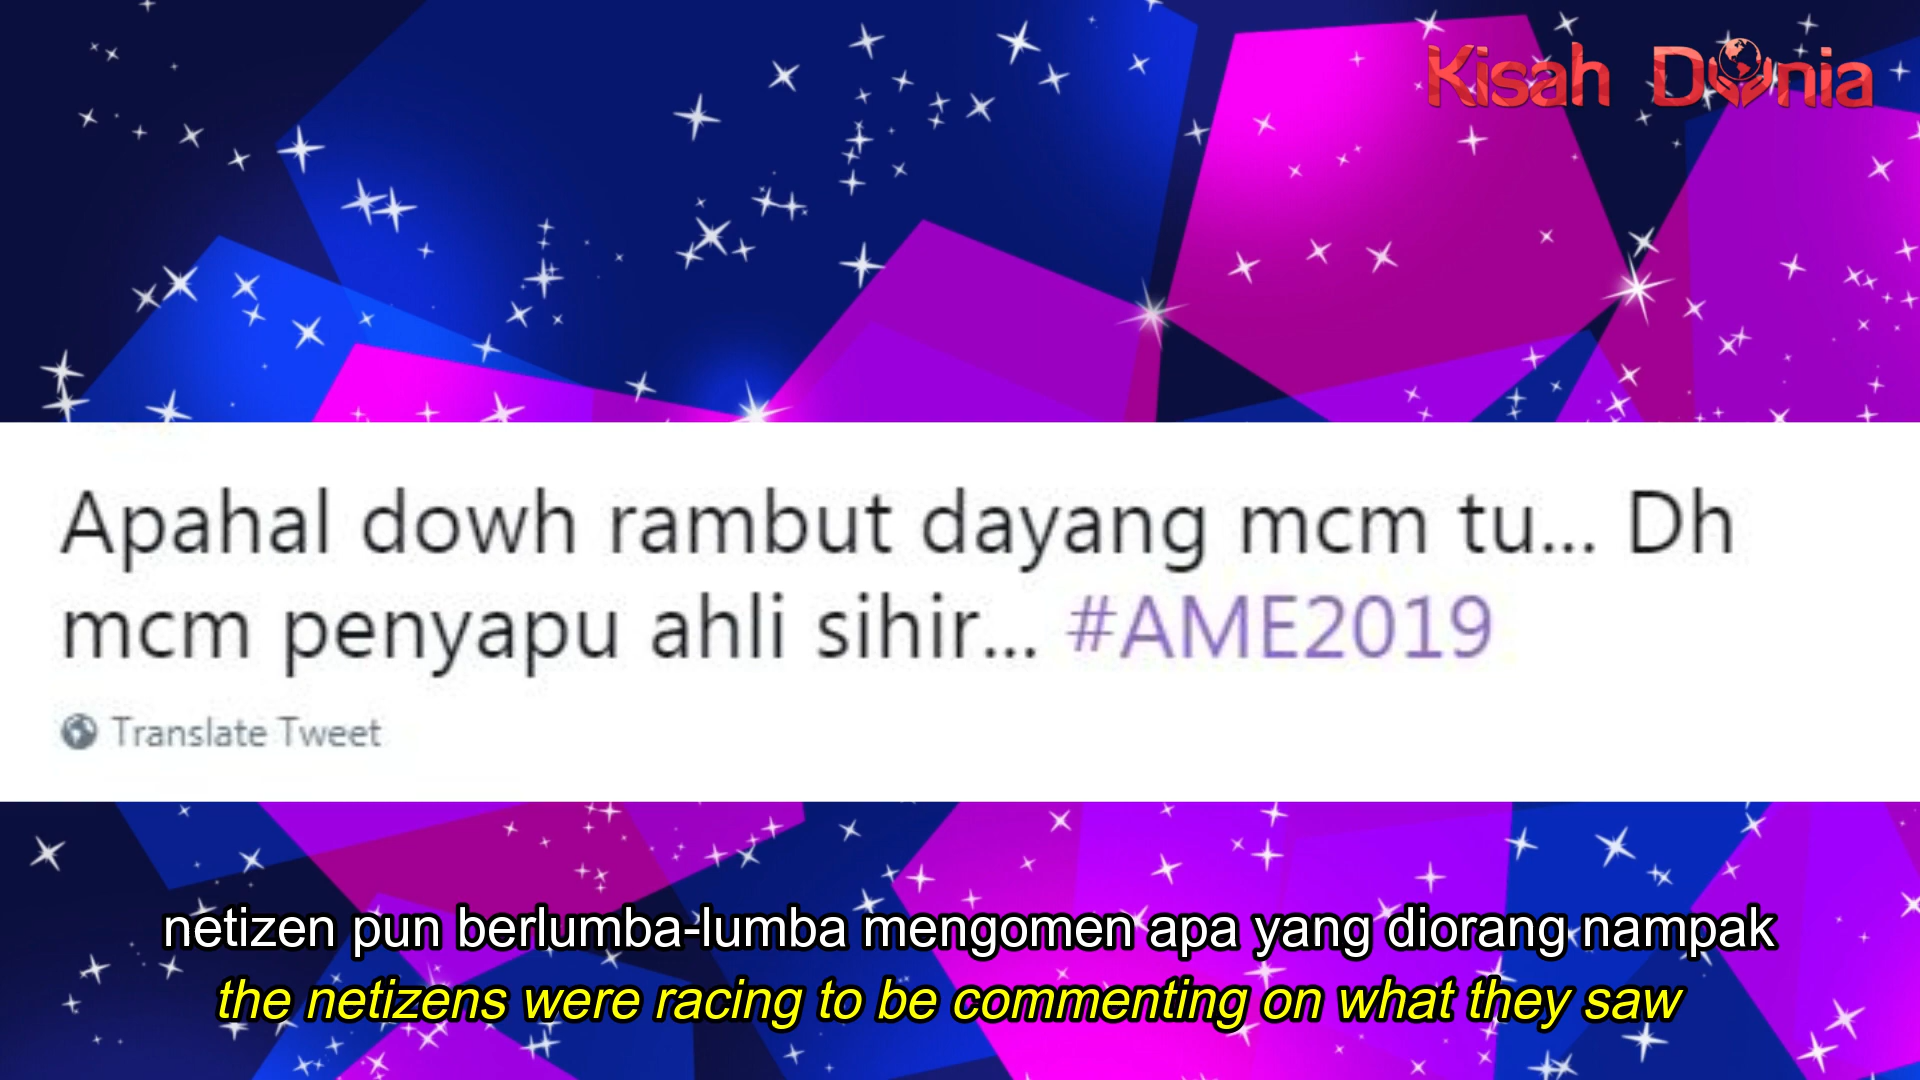 Kisah Dunia
Apahal dowh rambut dayang mcm tu... Dh
mcm penyapu ahli sihir... #AME2019
Translate Tweet
netizen pun berlumba-lumba mengomen apa yang diorang nampak
the netizens were racing to be commenting on what they saw